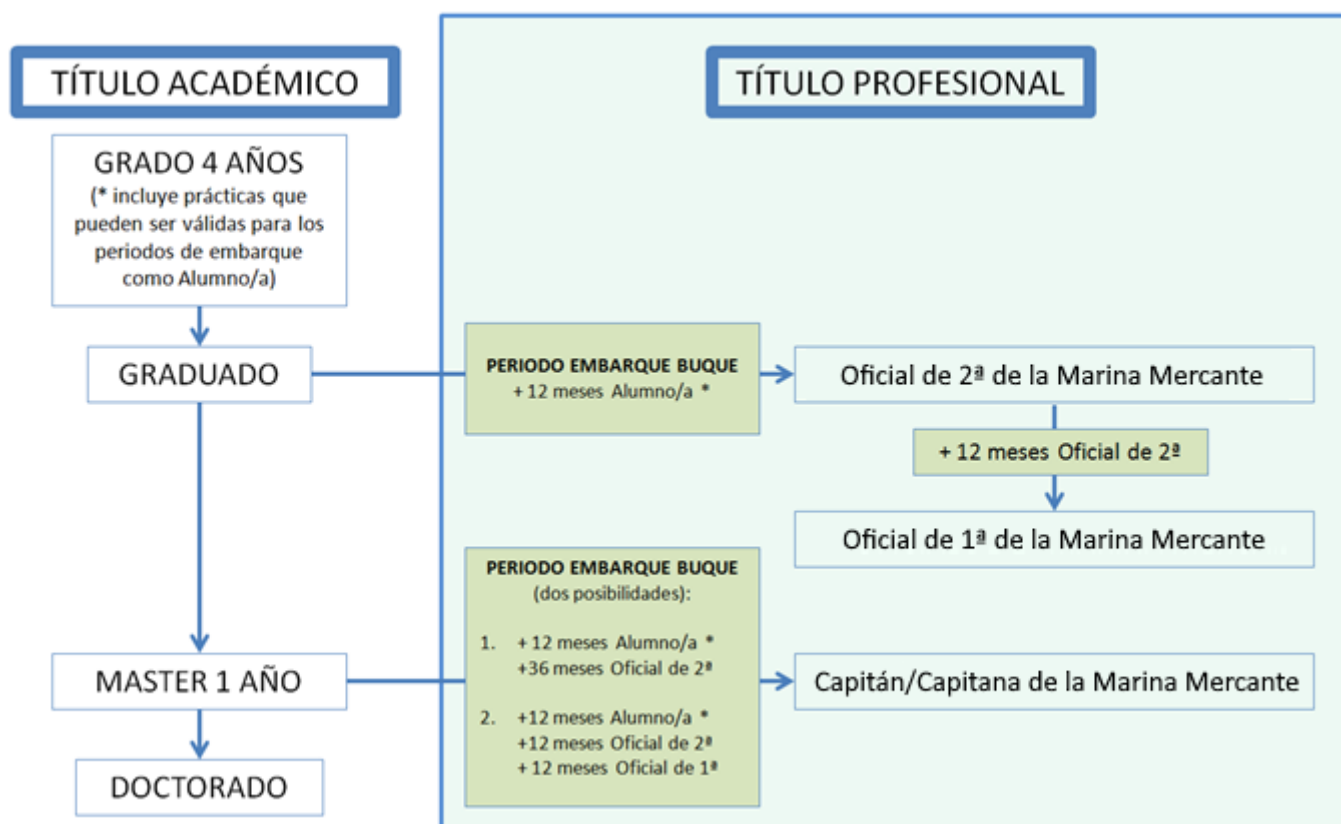 TÍTULO ACADÉMICO
TÍTULO PROFESIONAL
GRADO 4 AÑOS
(* incluye prácticas que
pueden ser válidas para los
periodos de embarque
como Alumno/a)
GRADUADO
PERIODO EMBARQUE BUQUE
+ 12 meses Alumno/a *
Oficial de 2ª de la Marina Mercante
+ 12 meses Oficial de 2ª
Oficial de 1ª de la Marina Mercante
PERIODO EMBARQUE BUQUE
(dos posibilidades):
1. + 12 meses Alumno/a *
+36 meses Oficial de 2ª
2. +12 meses Alumno/a *
+12 meses Oficial de 2ª
+ 12 meses Oficial de 1ª
MASTER 1 AÑO
Capitán/Capitana de la Marina Mercante
DOCTORADO